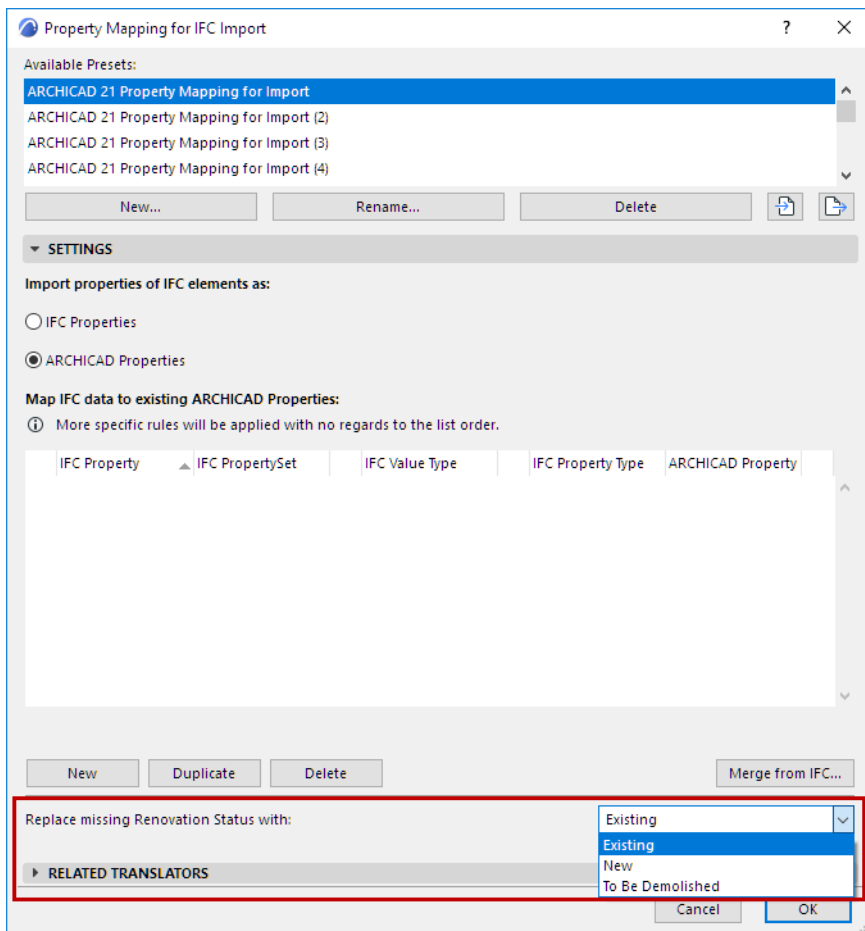 Property Mapping for IFC Import
?
Available Presets:
ARCHICAD 21 Property Mapping for Import
ARCHICAD 21 Property Mapping for Import (2)
ARCHICAD 21 Property Mapping for Import (3)
ARCHICAD 21 Property Mapping for Import (4)
New... Rename... Delete
SETTINGS
Import properties of IFC elements as:
IFC Properties
ARCHICAD Properties
Map IFC data to existing ARCHICAD Properties:
More specific rules will be applied with no regards to the list order.
IFC Property IFC PropertySet IFC Value Type IFC Property Type ARCHICAD Property
New Duplicate Delete Merge from IFC...
Replace missing Renovation Status with: Existing
Existing
New
RELATED TRANSLATORS
To Be Demolished
Cancel OK